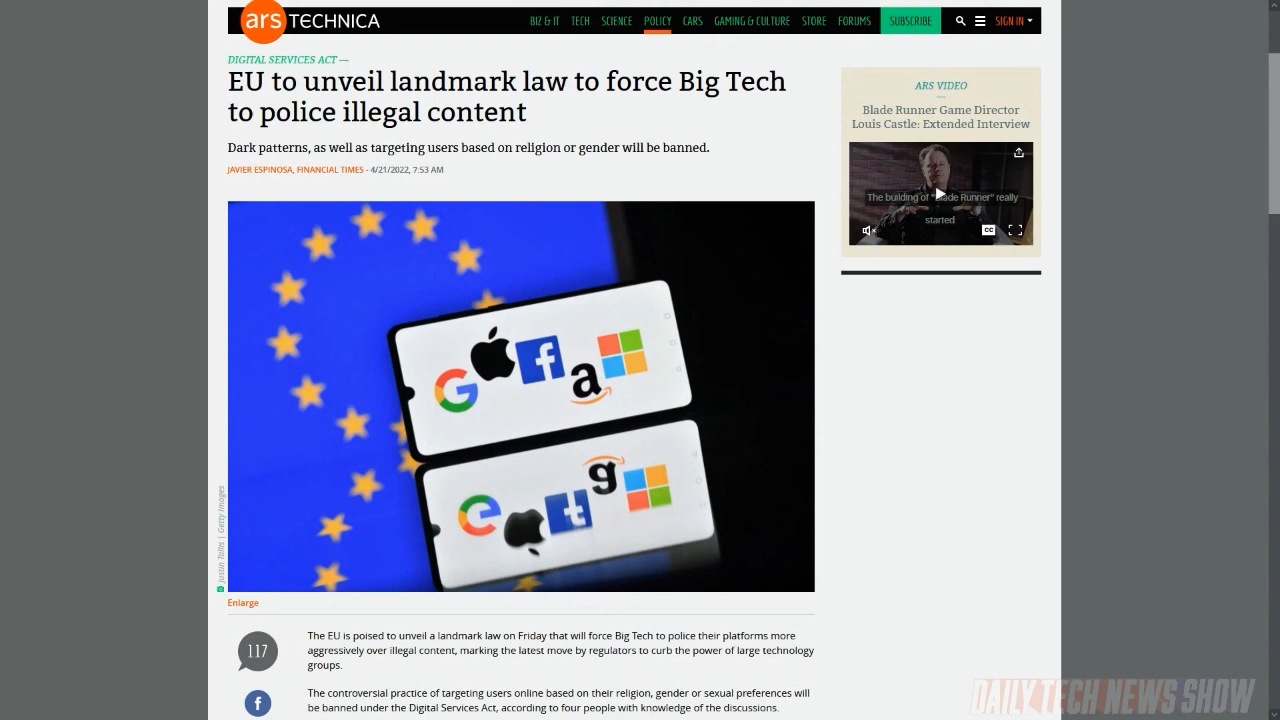 ars TECHNICA
BIZ & IT TECH SCIENCE POLICY CARS GAMING & CULTURE STORE FORUMS SUBSCRIBE SIGN IN
DIGITAL SERVICES ACT —
EU to unveil landmark law to force Big Tech
to police illegal content
Dark patterns, as well as targeting users based on religion or gender will be banned.
JAVIER ESPINOSA, FINANCIAL TIMES - 4/21/2022, 7:53 AM
ARS VIDEO
Blade Runner Game Director
Louis Castle: Extended Interview
The building of "Blade Runner" really
started
CC
G f a
Justin Tallis | Getty Images
Enlarge
117
The EU is poised to unveil a landmark law on Friday that will force Big Tech to police their platforms more
aggressively over illegal content, marking the latest move by regulators to curb the power of large technology
groups.
f
The controversial practice of targeting users online based on their religion, gender or sexual preferences will
be banned under the Digital Services Act, according to four people with knowledge of the discussions.
DAILY TECH NEWS SHOW